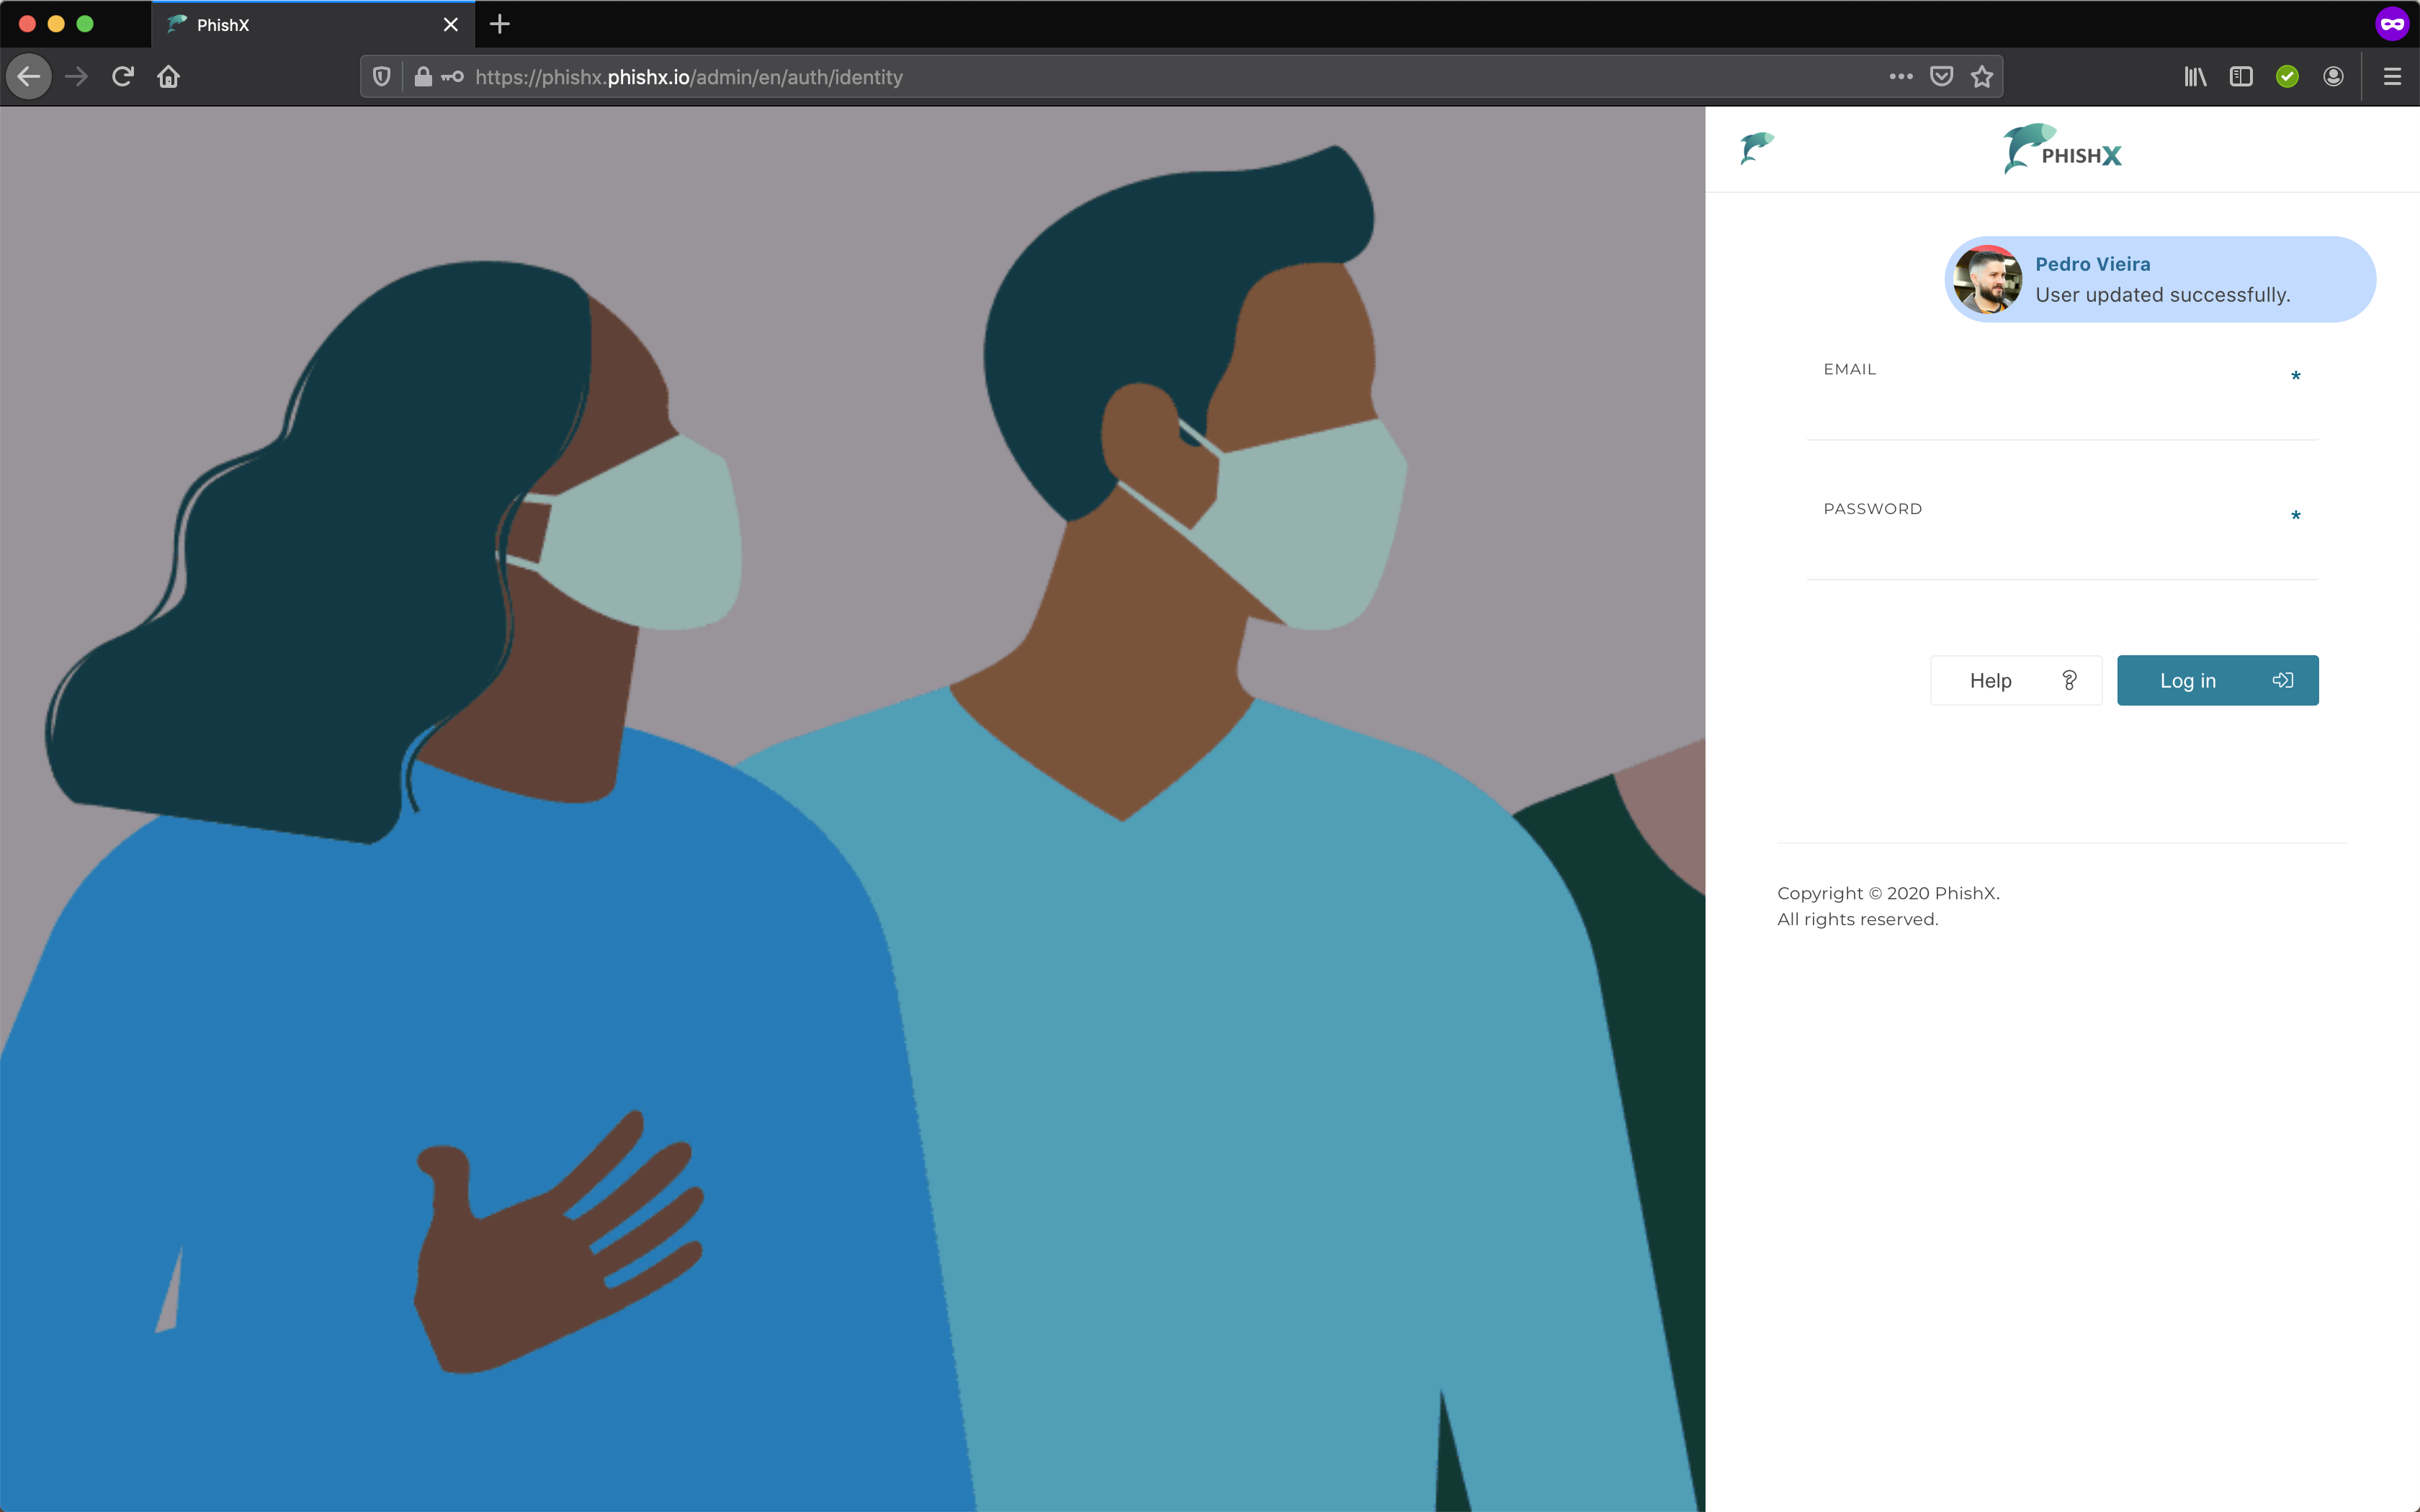 PhishX
https://phishx.phishx.io/admin/en/auth/identity
PHISHX
Pedro Vieira
User updated successfully.
EMAIL *
PASSWORD *
Help
Log in
Copyright © 2020 PhishX.
All rights reserved.